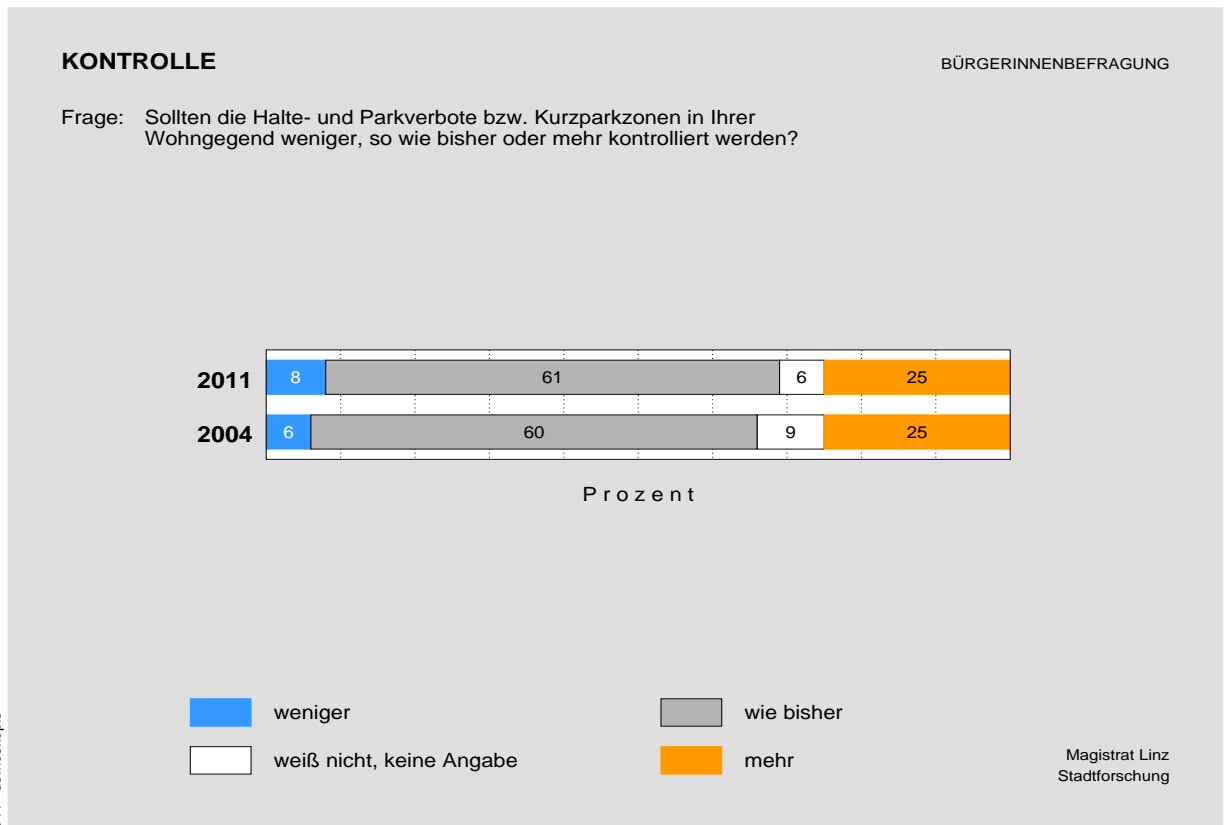 KONTROLLE
BÜRGERINNENBEFRAGUNG
Frage: Sollten die Halte- und Parkverbote bzw. Kurzparkzonen in Ihrer
Wohngegend weniger, so wie bisher oder mehr kontrolliert werden?
2011 8 61 6 25
2004 6 60 9 25
Prozent
weniger
wie bisher
weiß nicht, keine Angabe
mehr
Magistrat Linz
Stadtforschung